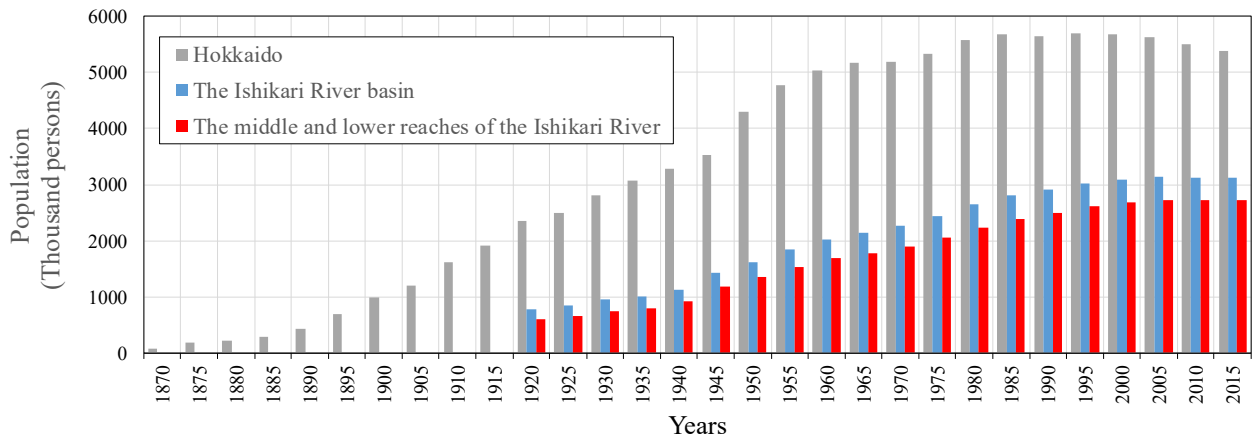 6000
5000
4000
3000
2000
1000
0
Population
(Thousand persons)
Hokkaido
The Ishikari River basin
The middle and lower reaches of the Ishikari River
1870 1875 1880 1885 1890 1895 1900 1905 1910 1915 1920 1925 1930 1935 1940 1945 1950 1955 1960 1965 1970 1975 1980 1985 1990 1995 2000 2005 2010 2015
Years